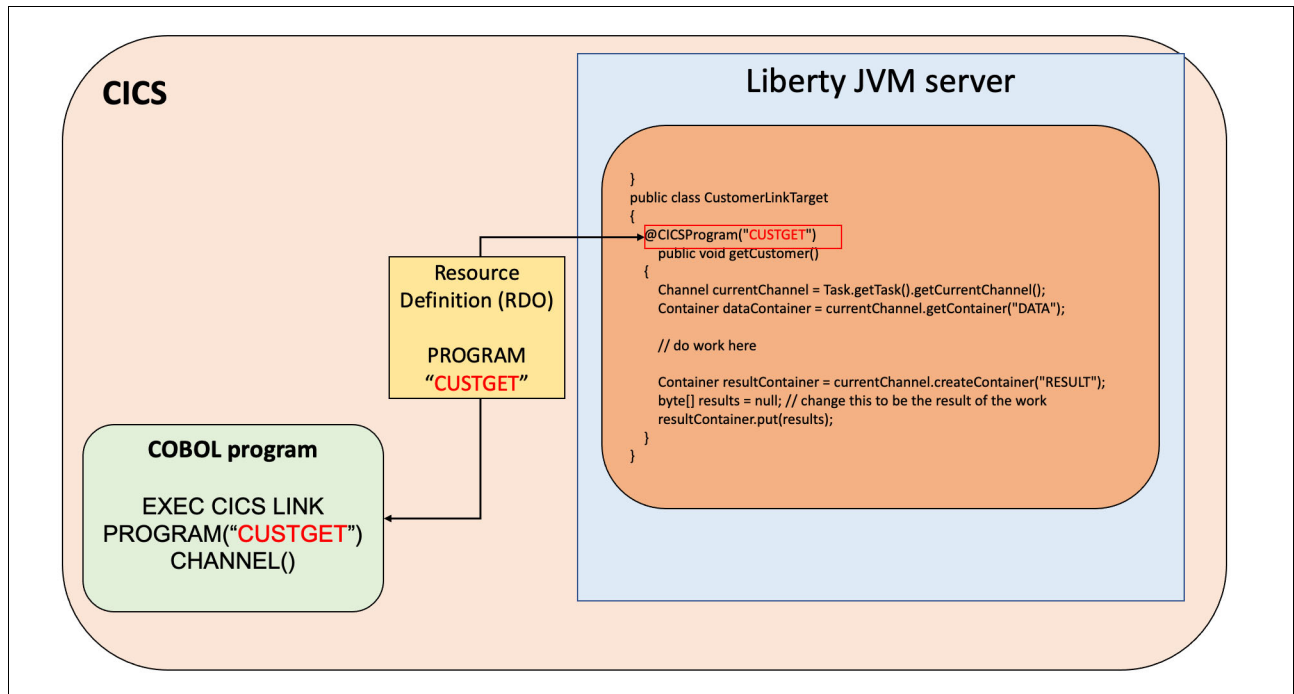 CICS
Liberty JVM server
}
public class CustomerLinkTarget
{
@CICSProgram("CUSTGET")
public void getCustomer()
{
Channel currentChannel = Task.getTask().getCurrentChannel();
Container dataContainer = currentChannel.getContainer("DATA");
// do work here
Container resultContainer = currentChannel.createContainer("RESULT");
byte[] results = null; // change this to be the result of the work
resultContainer.put(results);
}
}
Resource
Definition (RDO)
PROGRAM
“CUSTGET”
COBOL program
EXEC CICS LINK
PROGRAM(“CUSTGET”)
CHANNEL()